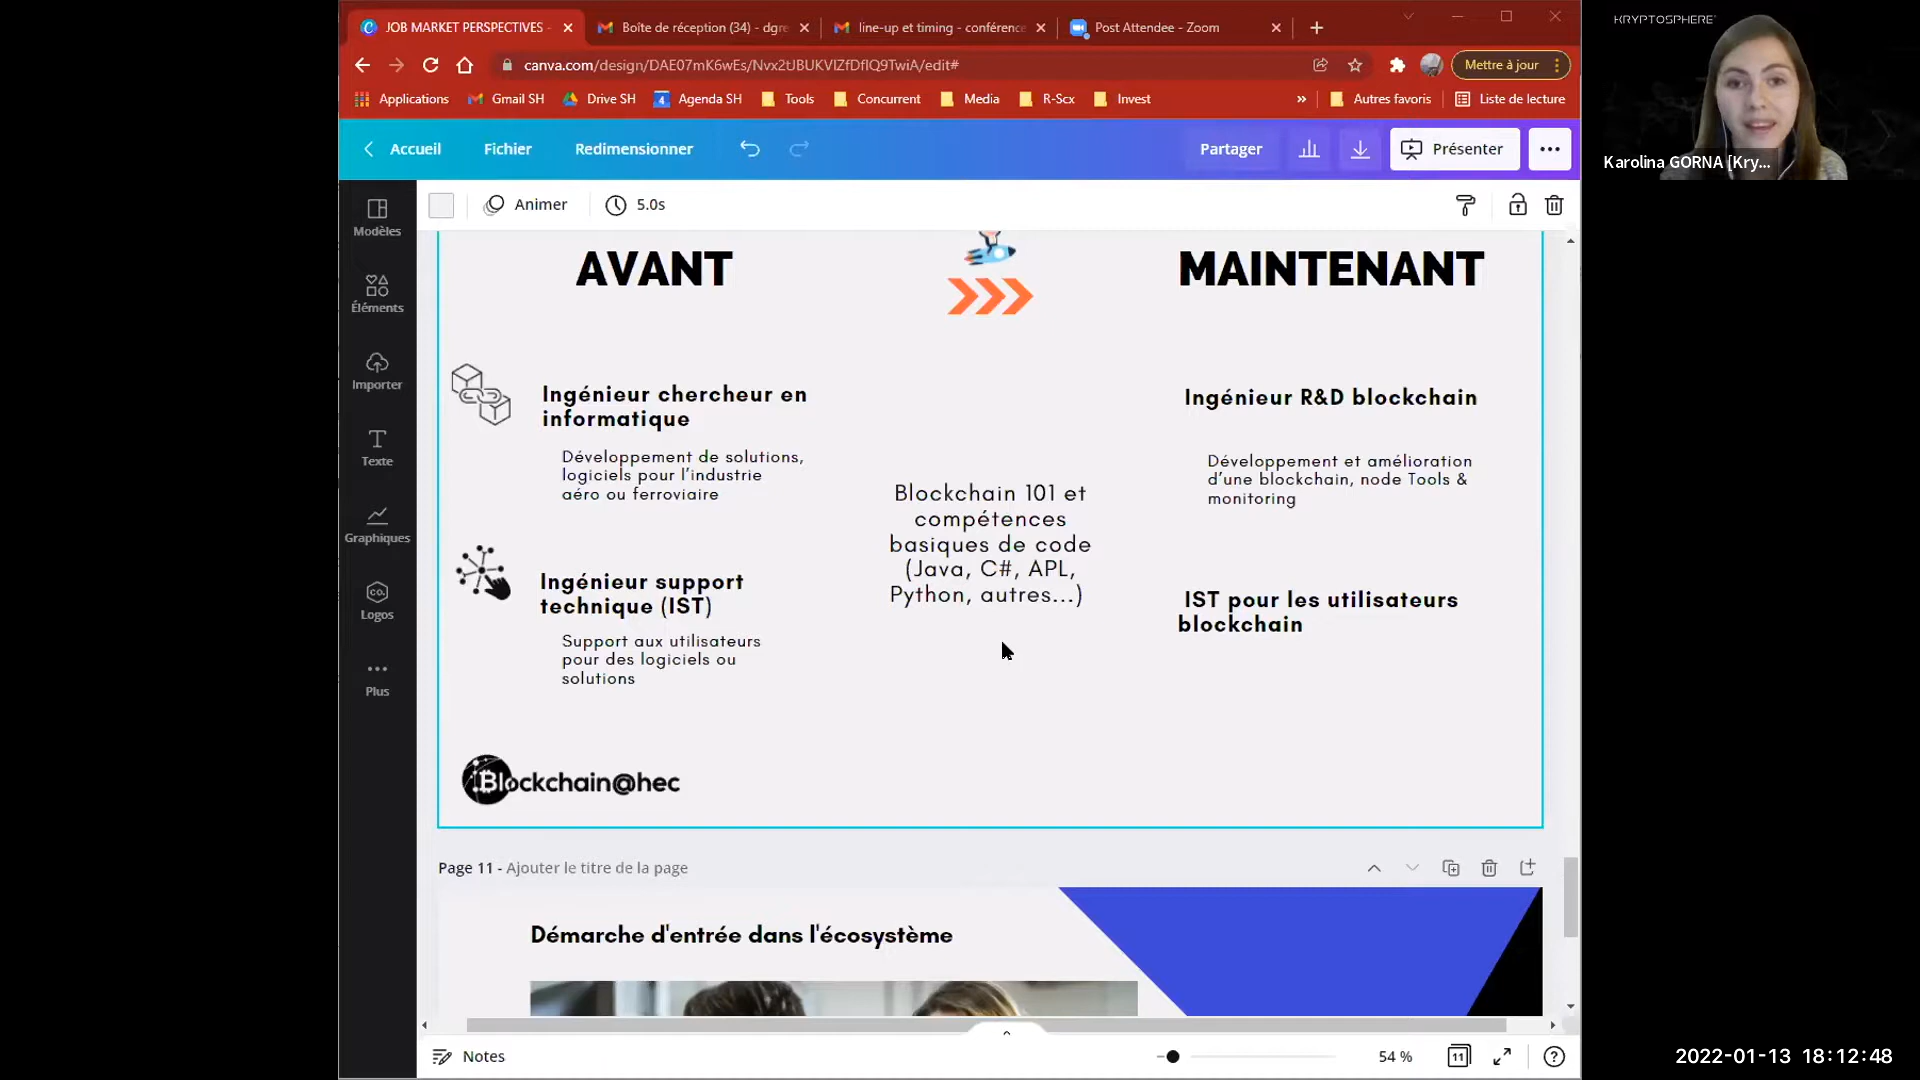 JOB MARKET PERSPECTIVES -
Boîte de réception (34) - dgre
line-up et timing - conférence
Post Attendee - Zoom
canva.com/design/DAE07mK6wEs/Nvx2tJBUKVIZfDflQ9TwiA/edit#
Mettre à jour
Applications
Gmail SH
Drive SH
4
Agenda SH
Tools
Concurrent
Media
R-Scx
Invest
»
Autres favoris
Liste de lecture
Accueil
Fichier
Redimensionner
Partager
Présenter
Modèles
Éléments
Importer
Texte
Graphiques
CO.
Logos
Plus
Animer
5.0s
AVANT
MAINTENANT
Ingénieur chercheur en
informatique
Développement de solutions,
logiciels pour l'industrie
aéro ou ferroviaire
Ingénieur support
technique (IST)
Support aux utilisateurs
pour des logiciels ou
solutions
Blockchain 101 et
compétences
basiques de code
(Java, C#, APL,
Python, autres...)
Ingénieur R&D blockchain
Développement et amélioration
d'une blockchain, node Tools &
monitoring
IST pour les utilisateurs
blockchain
Blockchain@hec
Page 11 - Ajouter le titre de la page
Démarche d'entrée dans l'écosystème
Notes
54 %
11
?
KRYPTOSPHERE
Karolina GORNA [Kry...
2022-01-13 18:12:48